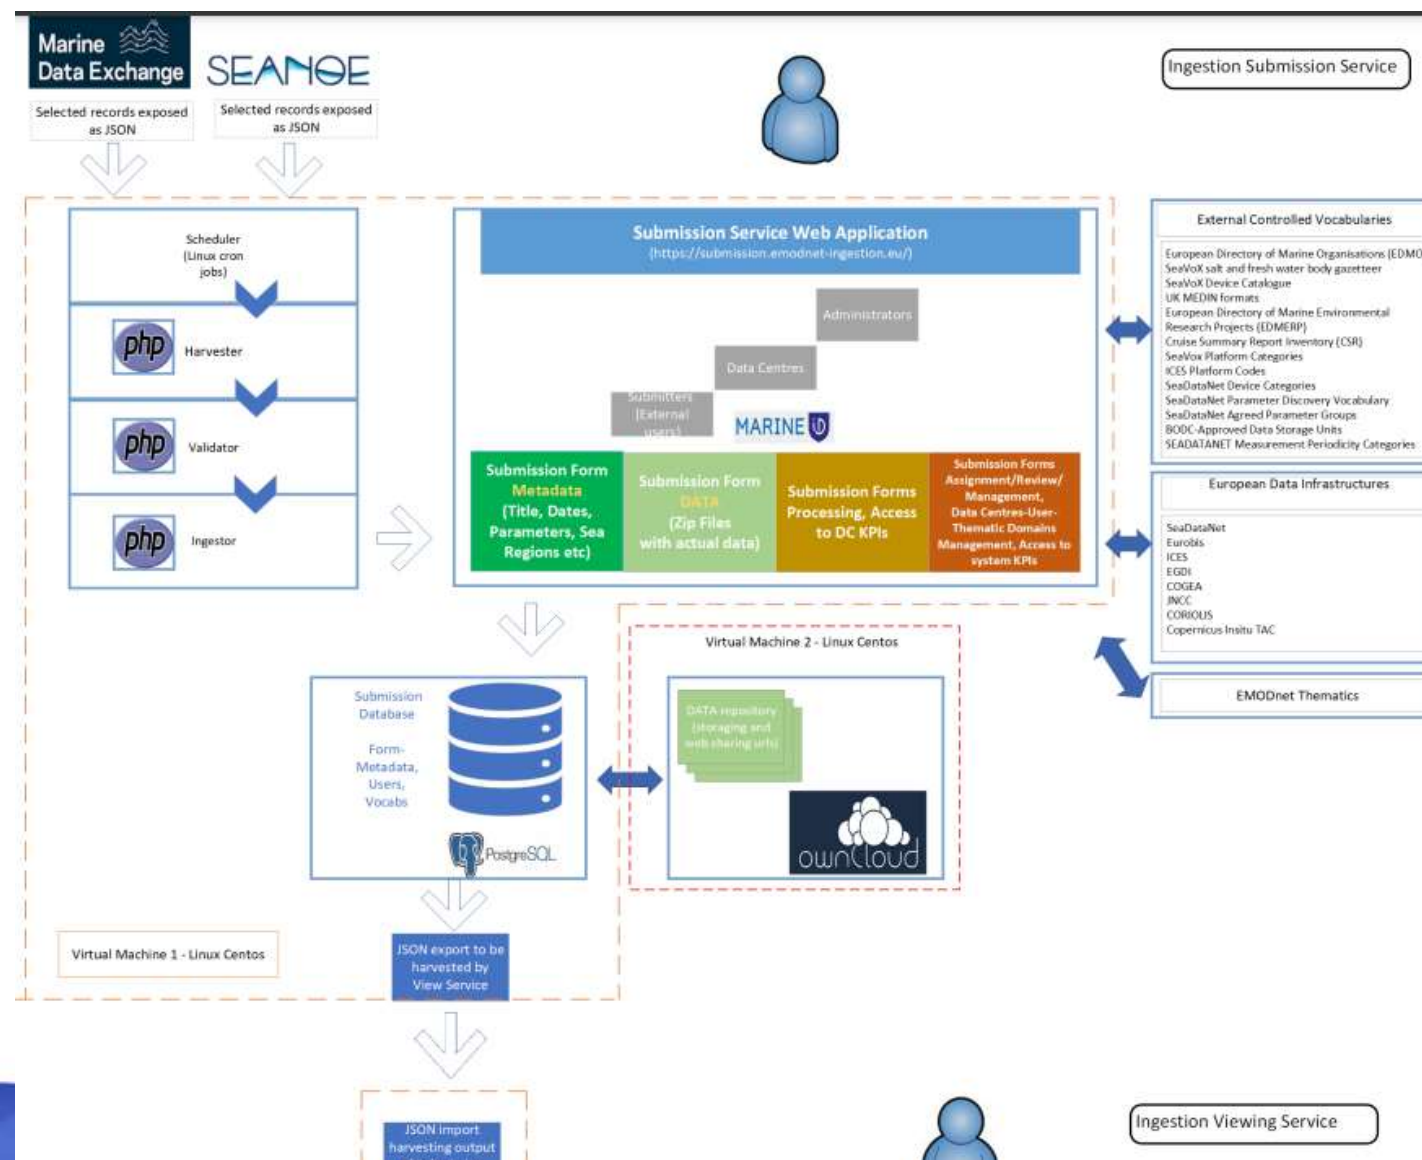 Marine
Data Exchange
SEANOE
Selected records exposed
as JSON
Selected records exposed
as JSON
Ingestion Submission Service
Scheduler
(Linux cron
jobs)
php
Harvester
php
Validator
php
Ingestor
Submission Service Web Application
(https://submission.emodnet-ingestion.eu/)
Administrators
Data Centres
Submitters
(External
users)
MARINE ID
Submission Form
Metadata
(Title, Dates,
Parameters, Sea
Regions etc)
Submission Form
DATA
(Zip Files
with actual data)
Submission Forms
Processing, Access
to DC KPIs
Submission Forms
Assignment/Review/
Management,
Data Centres-User-
Thematic Domains
Management, Access to
system KPIs
External Controlled Vocabularies
European Directory of Marine Organisations (EDMO
SeaVoX salt and fresh water body gazetteer
SeaVoX Device Catalogue
UK MEDIN formats
European Directory of Marine Environmental
Research Projects (EDMERP)
Cruise Summary Report Inventory (CSR)
SeaVox Platform Categories
ICES Platform Codes
SeaDataNet Device Categories
SeaDataNet Parameter Discovery Vocabulary
SeaDataNet Agreed Parameter Groups
BODC-Approved Data Storage Units
SEADATANET Measurement Periodicity Categories
European Data Infrastructures
SeaDataNet
Eurobis
ICES
EGDI
COGEA
JNCC
CORIOLIS
Copernicus Insitu TAC
EMODnet Thematics
Submission
Database
Form-
Metadata,
Users,
Vocabs
PostgreSQL
Virtual Machine 2 - Linux Centos
DATA repository
(storaging and
web sharing urls)
ownCloud
Virtual Machine 1 - Linux Centos
JSON export to be
harvested by
View Service
JSON import
harvesting output
Ingestion Viewing Service